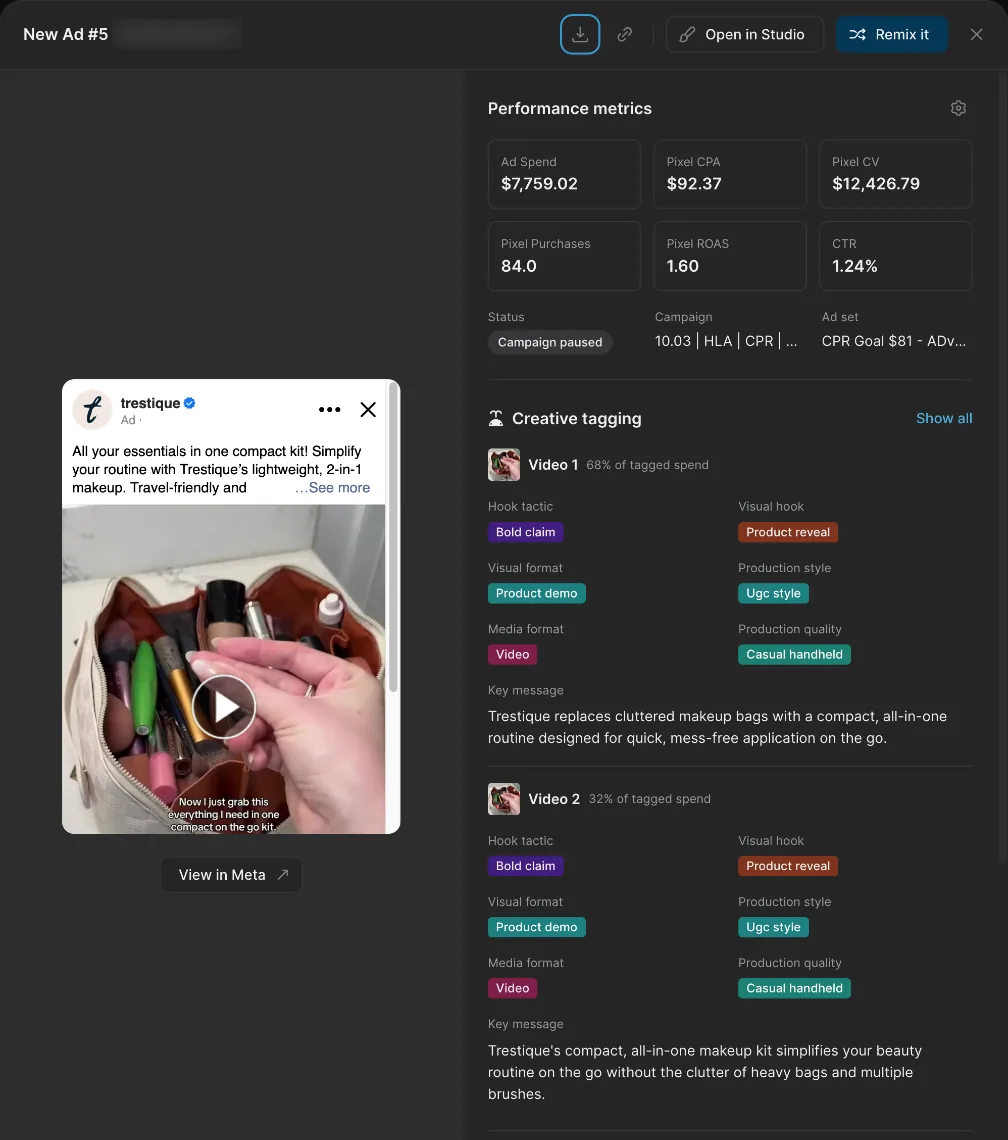 New Ad #5
Open in Studio
Remix it
Performance metrics
Ad Spend
$7,759.02
Pixel CPA
$92.37
Pixel CV
$12,426.79
Pixel Purchases
84.0
Pixel ROAS
1.60
CTR
1.24%
Status
Campaign paused
Campaign
10.03 | HLA | CPR | ...
Ad set
CPR Goal $81 - ADv...
t
trestique
Ad ·
All your essentials in one compact kit! Simplify
your routine with Trestique’s lightweight, 2-in-1
makeup. Travel-friendly and …See more
Now I just grab this
everything I need in one
compact on the go kit.
View in Meta
Creative tagging
Show all
Video 1 68% of tagged spend
Hook tactic
Bold claim
Visual hook
Product reveal
Visual format
Product demo
Production style
Ugc style
Media format
Video
Production quality
Casual handheld
Key message
Trestique replaces cluttered makeup bags with a compact, all-in-one
routine designed for quick, mess-free application on the go.
Video 2 32% of tagged spend
Hook tactic
Bold claim
Visual hook
Product reveal
Visual format
Product demo
Production style
Ugc style
Media format
Video
Production quality
Casual handheld
Key message
Trestique's compact, all-in-one makeup kit simplifies your beauty
routine on the go without the clutter of heavy bags and multiple
brushes.